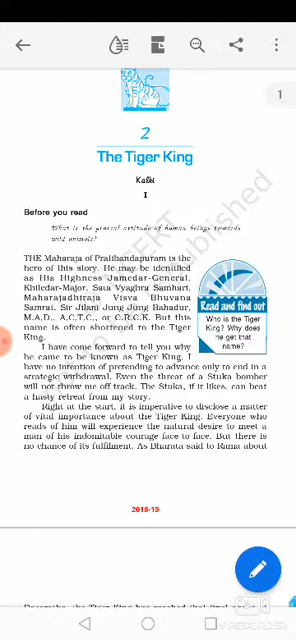 1
2
The Tiger King
Kalki
I
Before you read
What is the general attitude of human beings towards
wild animals?
THE Maharaja of Pratibandapuram is the
hero of this story. He may be identified
as His Highness Jamedar-General,
Khiledar-Major, Sata Vyaghra Samhari,
Maharajadhiraja Visva Bhuvana
Samrat, Sir Jilani Jung Jung Bahadur,
M.A.D., A.C.T.C., or C.R.C.K. But this
name is often shortened to the Tiger
King.
Read and find out
Who is the Tiger
King? Why does
he get that
name?
I have come forward to tell you why
he came to be known as Tiger King. I
have no intention of pretending to advance only to end in a
strategic withdrawal. Even the threat of a Stuka bomber
will not throw me off track. The Stuka, if it likes, can beat
a hasty retreat from my story.
Right at the start, it is imperative to disclose a matter
of vital importance about the Tiger King. Everyone who
reads of him will experience the natural desire to meet a
man of his indomitable courage face to face. But there is
no chance of its fulfilment. As Bharata said to Rama about
2018-19